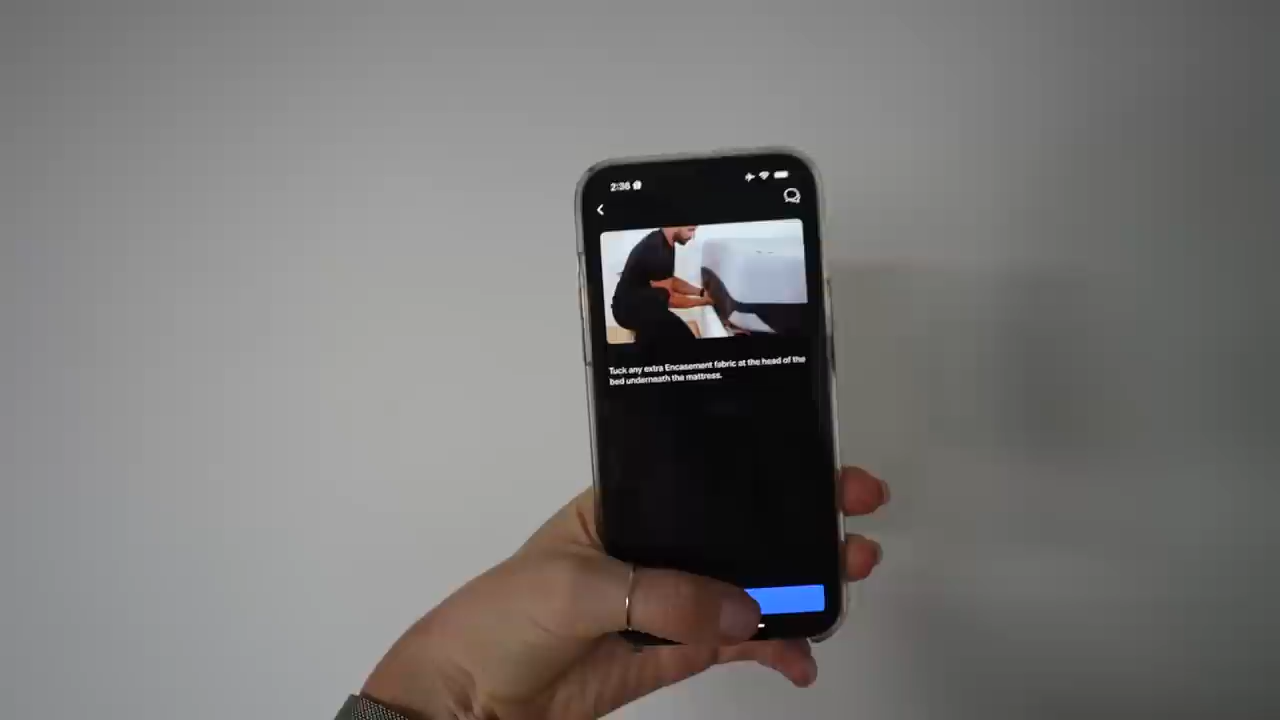 2:36
Tuck any extra Encasement fabric at the head of the
bed underneath the mattress.